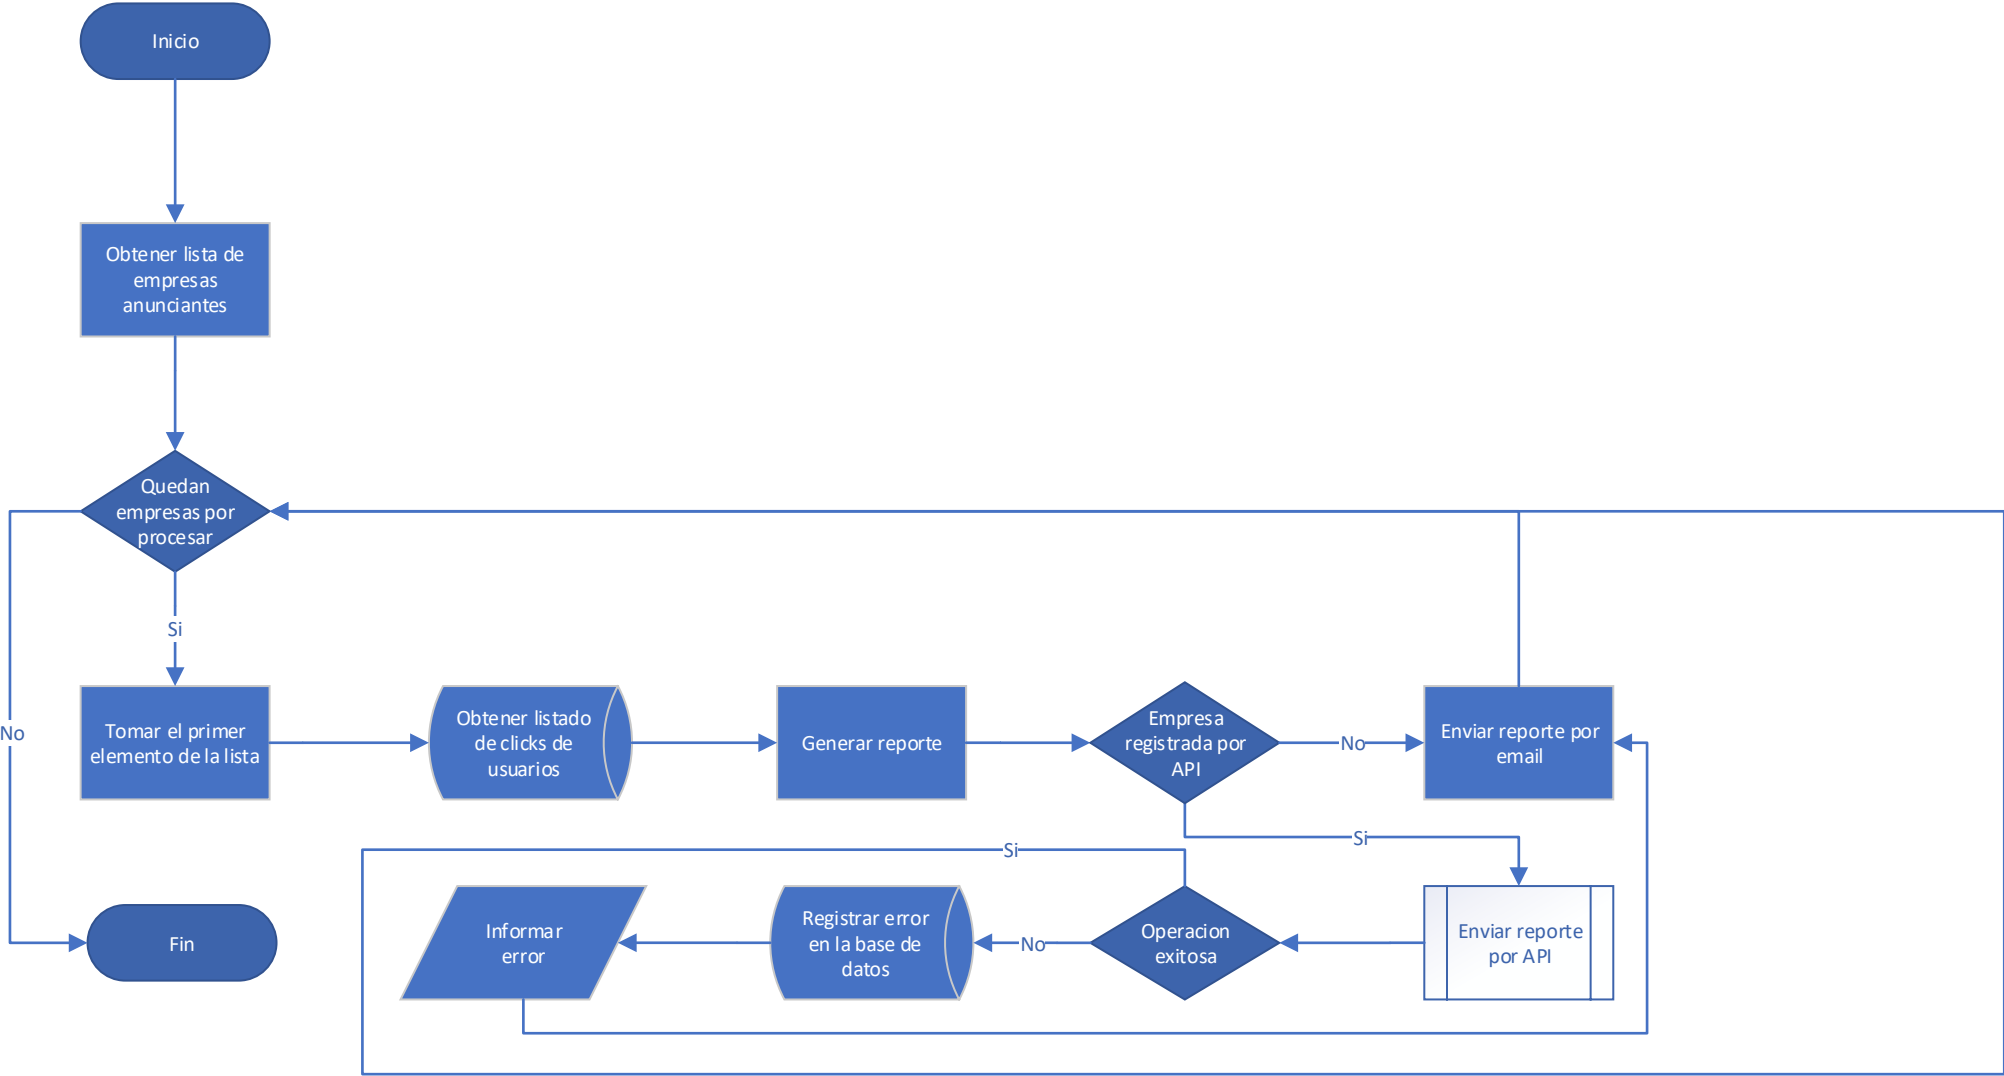 Inicio
Obtener lista de
empresas
anunciantes
Quedan
empresas por
procesar
Si
No
Tomar el primer
elemento de la lista
Obtener listado
de clicks de
usuarios
Generar reporte
Empresa
registrada por
API
No
Enviar reporte por
email
Si
Si
Fin
Informar
error
Registrar error
en la base de
datos
No
Operacion
exitosa
Enviar reporte
por API